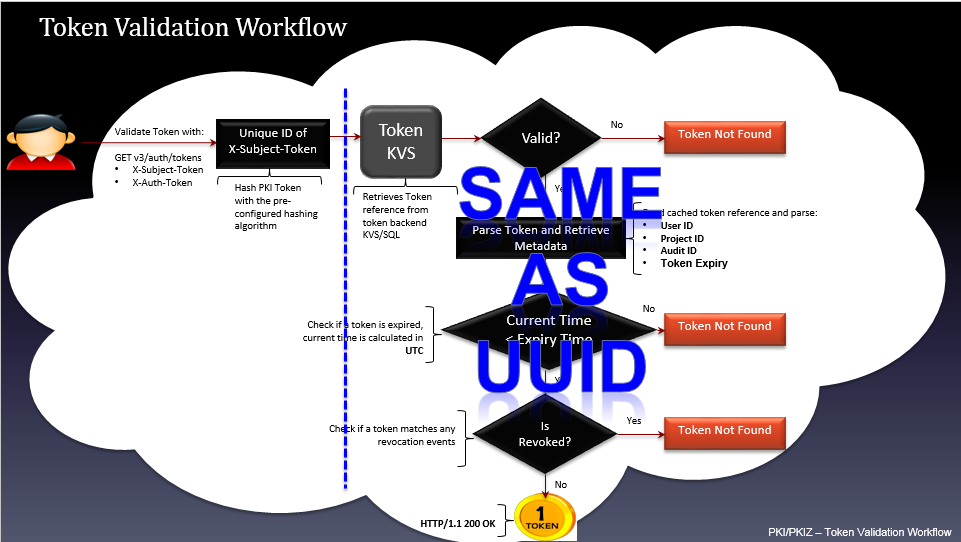 Token Validation Workflow
Validate Token with:
GET v3/auth/tokens
• X-Subject-Token
• X-Auth-Token
Unique ID of
X-Subject-Token
Hash PKI Token
with the pre-
configured hashing
algorithm
Token
KVS
Retrieves Token
reference from
token backend
KVS/SQL
Valid?
No
Token Not Found
SAME
AS
UUID
Parse Token and Retrieve
Metadata
cached token reference and parse:
• User ID
• Project ID
• Audit ID
• Token Expiry
Check if a token is expired,
current time is calculated in
UTC
Current Time
< Expiry Time
No
Token Not Found
Check if a token matches any
revocation events
Is
Revoked?
Yes
Token Not Found
No
HTTP/1.1 200 OK
1
TOKEN
PKI/PKIZ – Token Validation Workflow